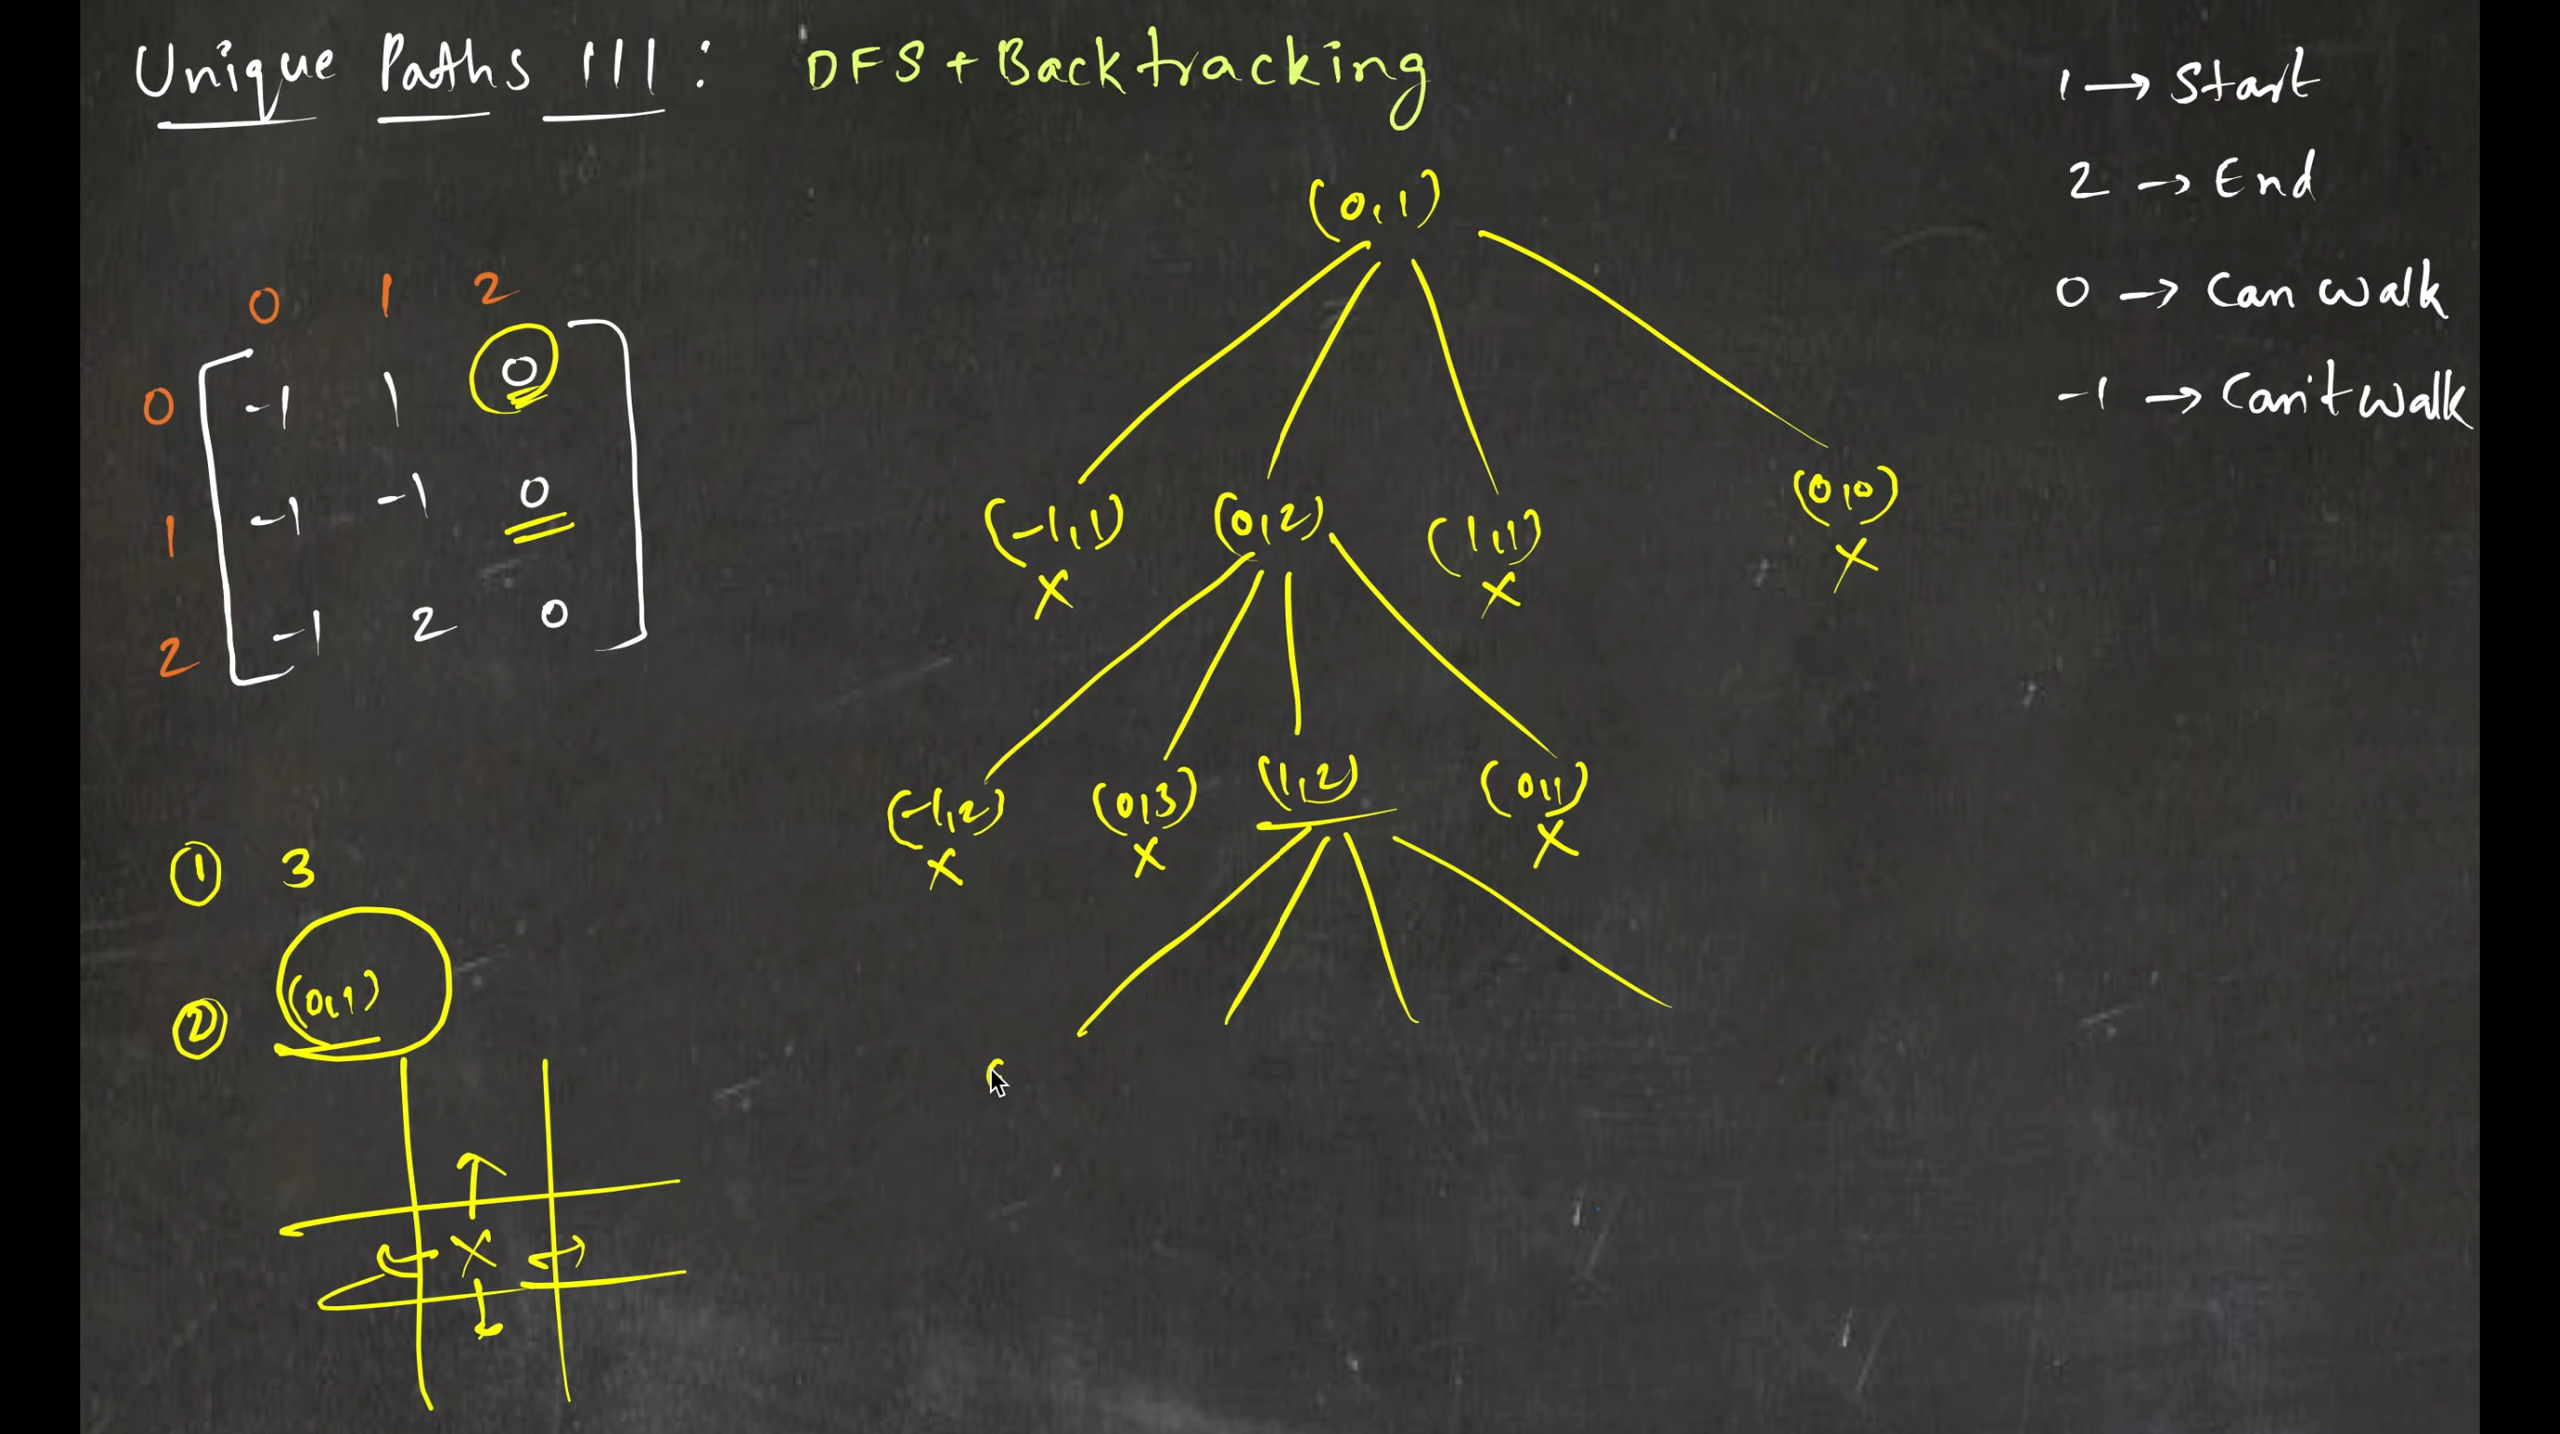 Unique Paths III : DFS + Backtracking
1 → Start
2 → End
0 → Can walk
-1 → Can't walk
0 1 2
0 -1 1 0
1 -1 -1 0
2 -1 2 0
① 3
② (0,1)
X
(0,1)
(-1,1) (0,2) (1,1) (0,0)
X X X
(-1,2) (0,3) (1,2) (0,1)
X X X